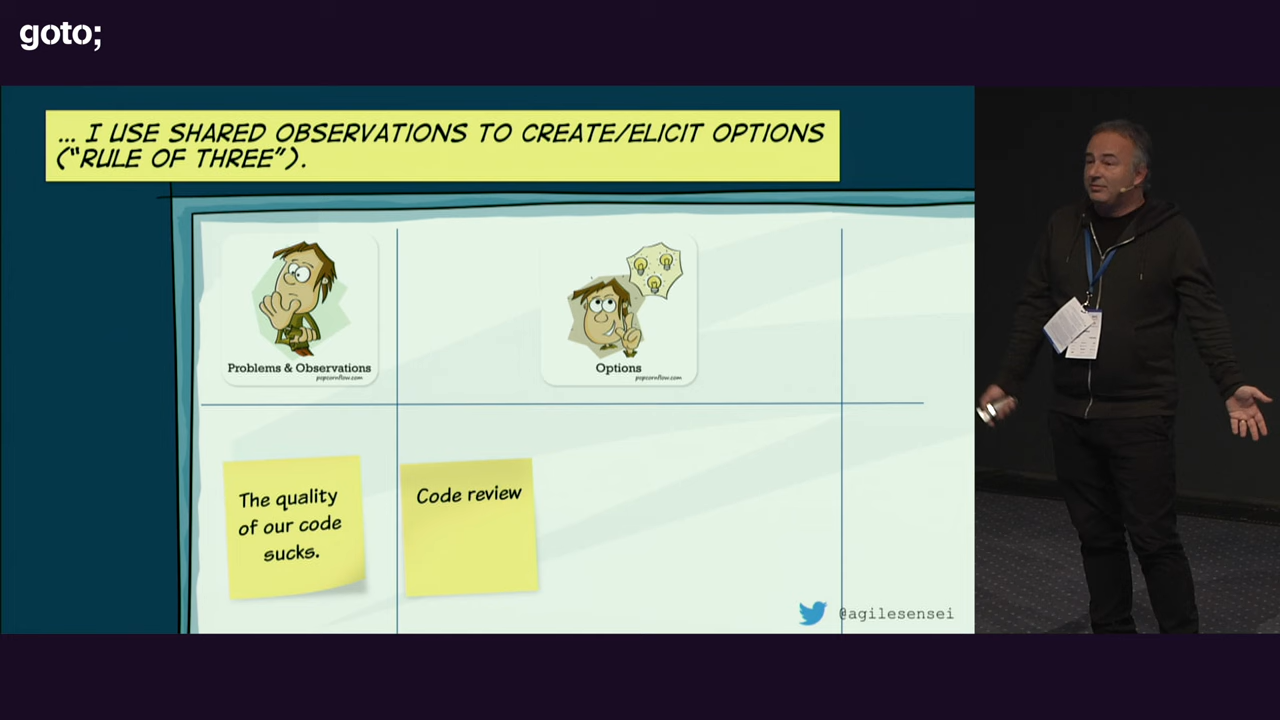 goto;
... I USE SHARED OBSERVATIONS TO CREATE/ELICIT OPTIONS
("RULE OF THREE").
Problems & Observations
popcornflow.com
Options
popcornflow.com
The quality
of our code
sucks.
Code review
@agilesensei